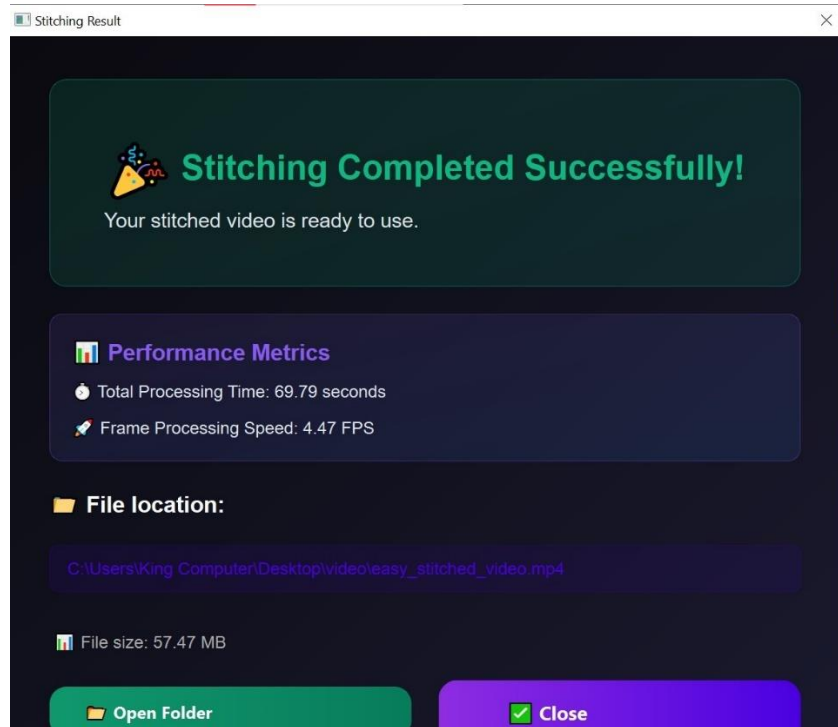 Stitching Result
Stitching Completed Successfully!
Your stitched video is ready to use.
Performance Metrics
Total Processing Time: 69.79 seconds
Frame Processing Speed: 4.47 FPS
File location:
C:\Users\King Computer\Desktop\video\easy_stitched_video.mp4
File size: 57.47 MB
Open Folder
Close